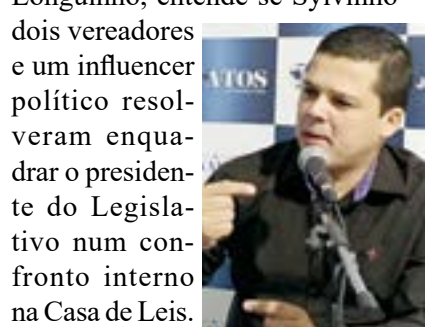 Longuinho, entende-se Sylvinho
dois vereadores
e um influencer
político resol-
veram enqua-
drar o presiden-
te do Legisla-
tivo num con-
fronto interno
na Casa de Leis.
ATOS